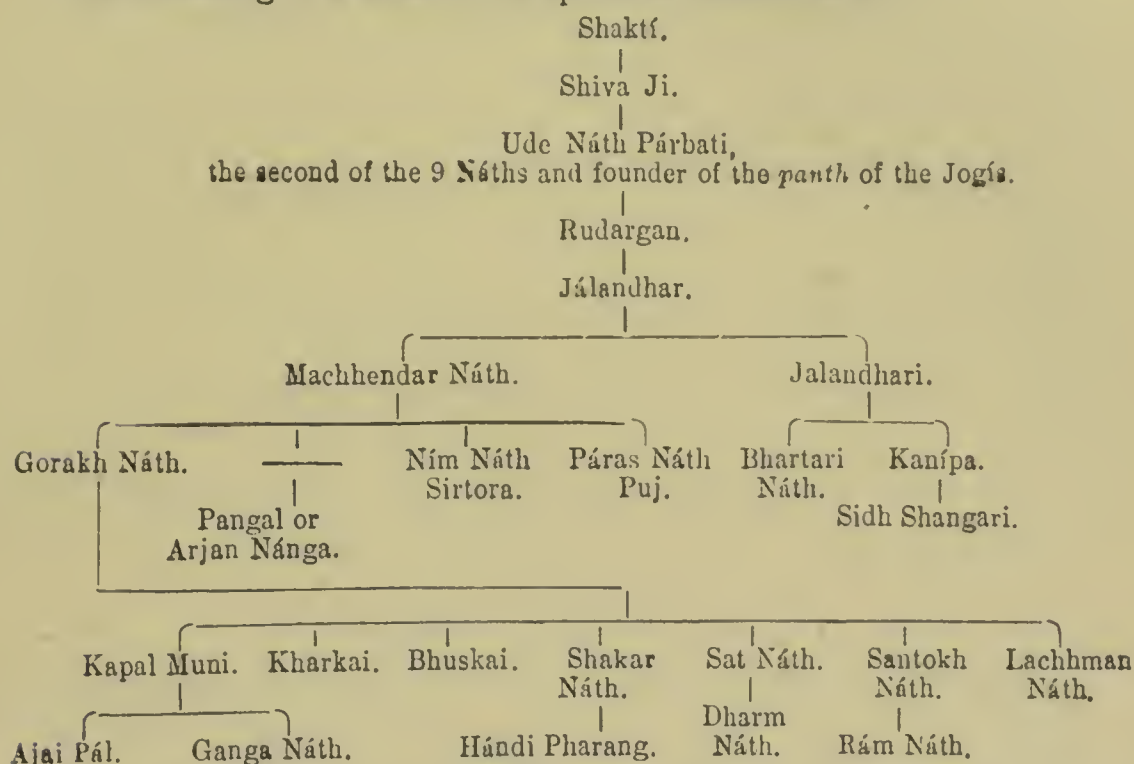 Shaktí.
Shiva Ji.
Ude Náth Párbati,
the second of the 9 Náths and founder of the panth of the Jogís.
Rudargan.
Jálandhar.
Machhendar Náth. Jalandhari.
Gorakh Náth. Ním Náth Páras Náth Bhartari Kanípa.
Sirtora. Puj. Náth.
Pangal or Sidh Shangari.
Arjan Nánga.
Kapal Muni. Kharkai. Bhuskai. Shakar Sat Náth. Santokh Lachhman
Náth. Náth. Náth.
Dharm
Ajai Pál. Ganga Náth. Hándi Pharang. Náth. Rám Náth.